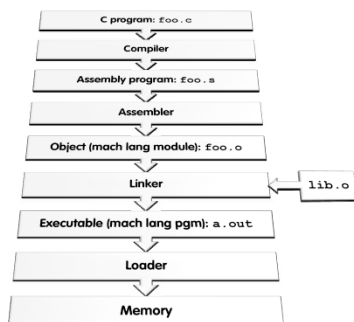 C program: foo.c
Compiler
Assembly program: foo.s
Assembler
Object (mach lang module): foo.o
Linker
lib.o
Executable (mach lang pgm): a.out
Loader
Memory